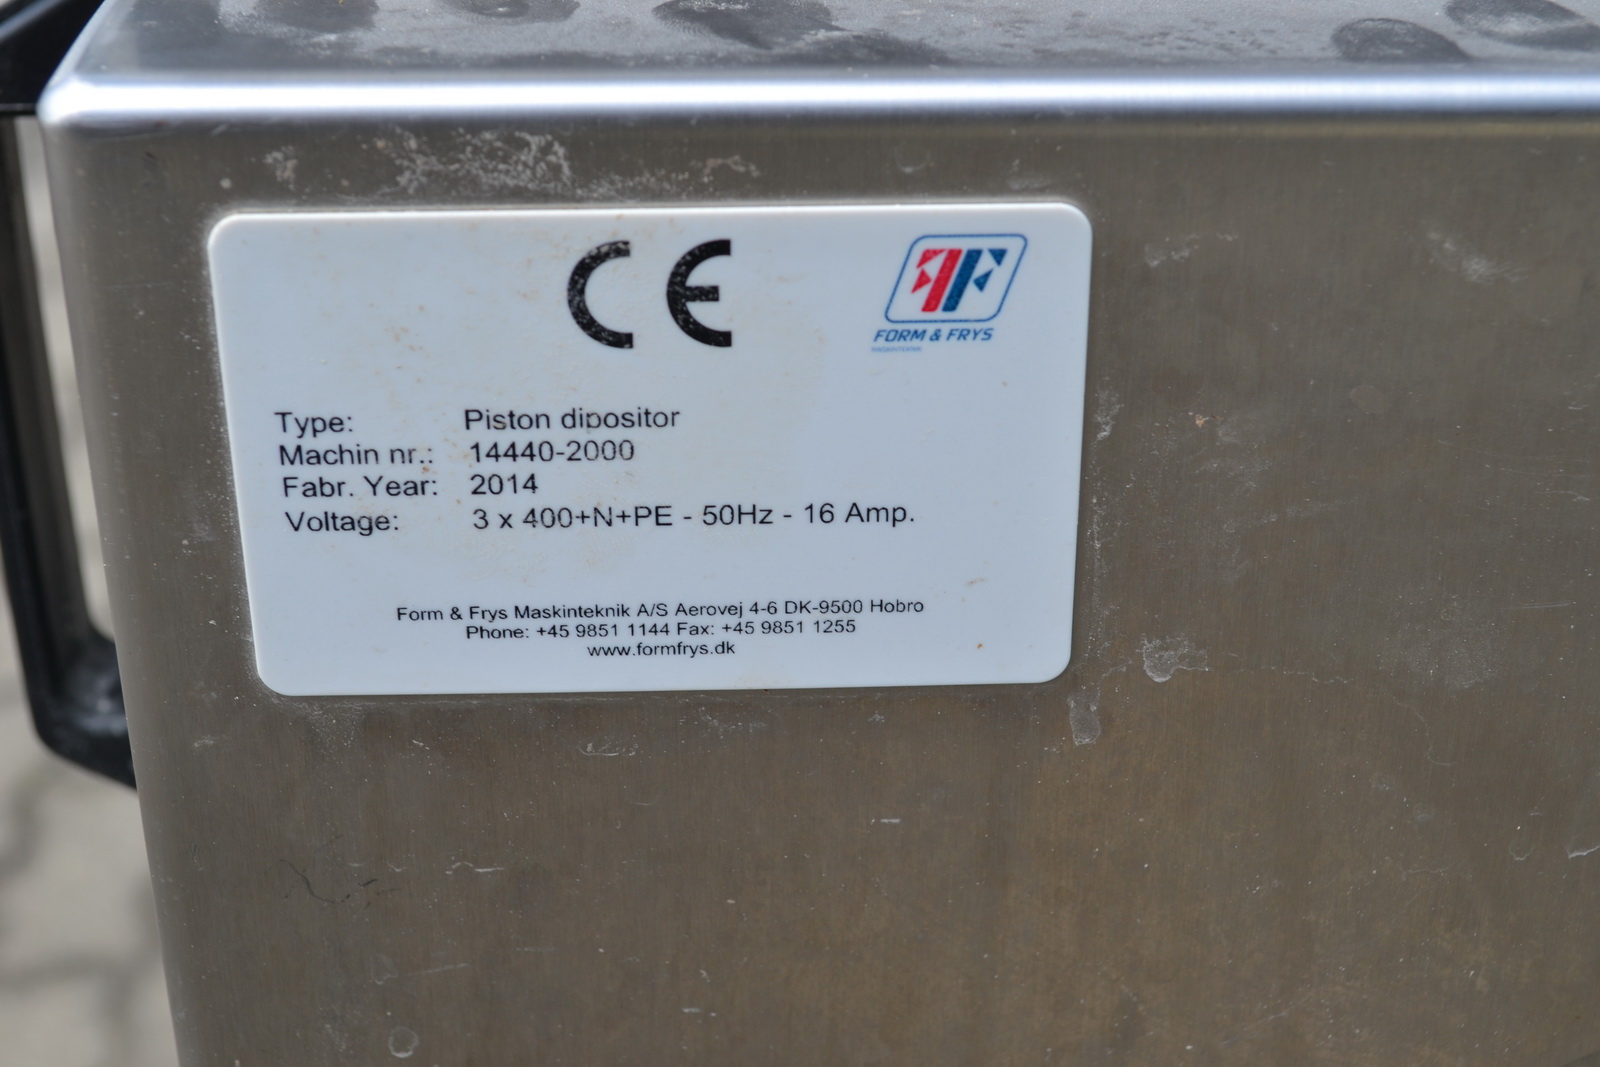 CE
FORM & FRYS
MASKINTEKNIK
Type: Piston dipositor
Machin nr.: 14440-2000
Fabr. Year: 2014
Voltage: 3 x 400+N+PE - 50Hz - 16 Amp.
Form & Frys Maskinteknik A/S Aerovej 4-6 DK-9500 Hobro
Phone: +45 9851 1144 Fax: +45 9851 1255
www.formfrys.dk